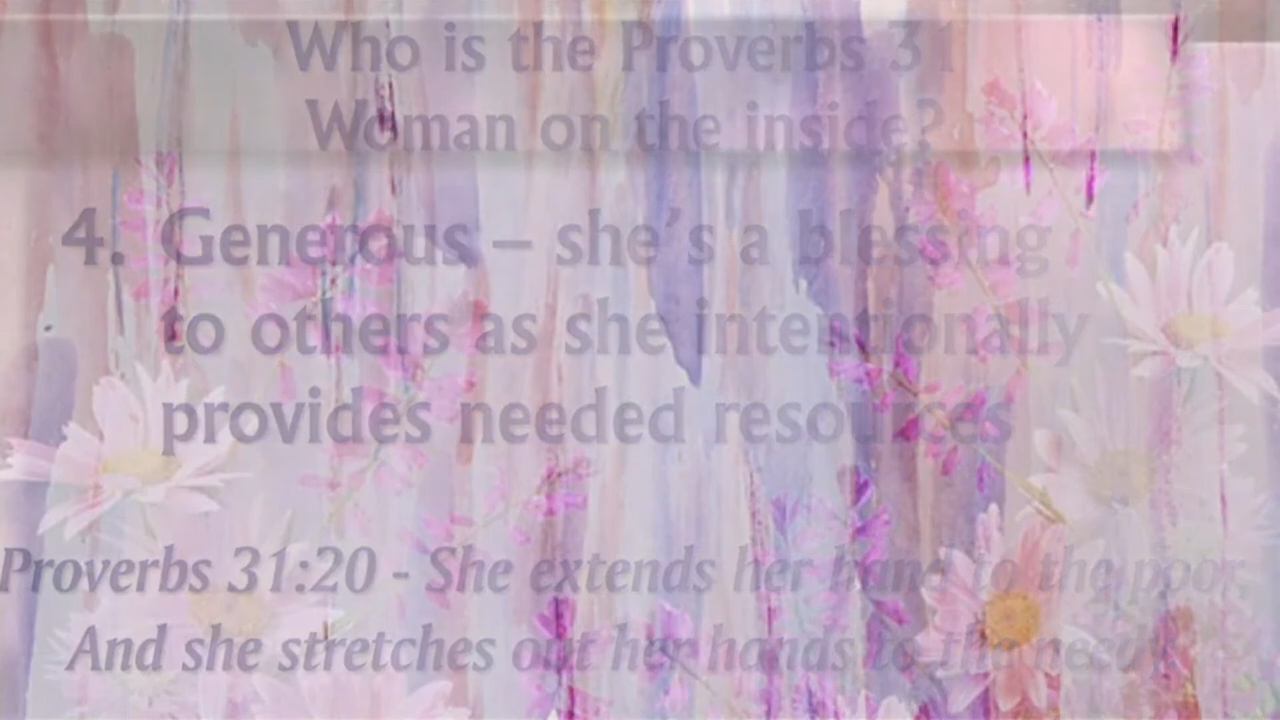 Who is the Proverbs 31
Woman on the inside?
4. Generous – she's a blessing
to others as she intentionally
provides needed resources
Proverbs 31:20 - She extends her hand to the poor,
And she stretches out her hands to the needy.